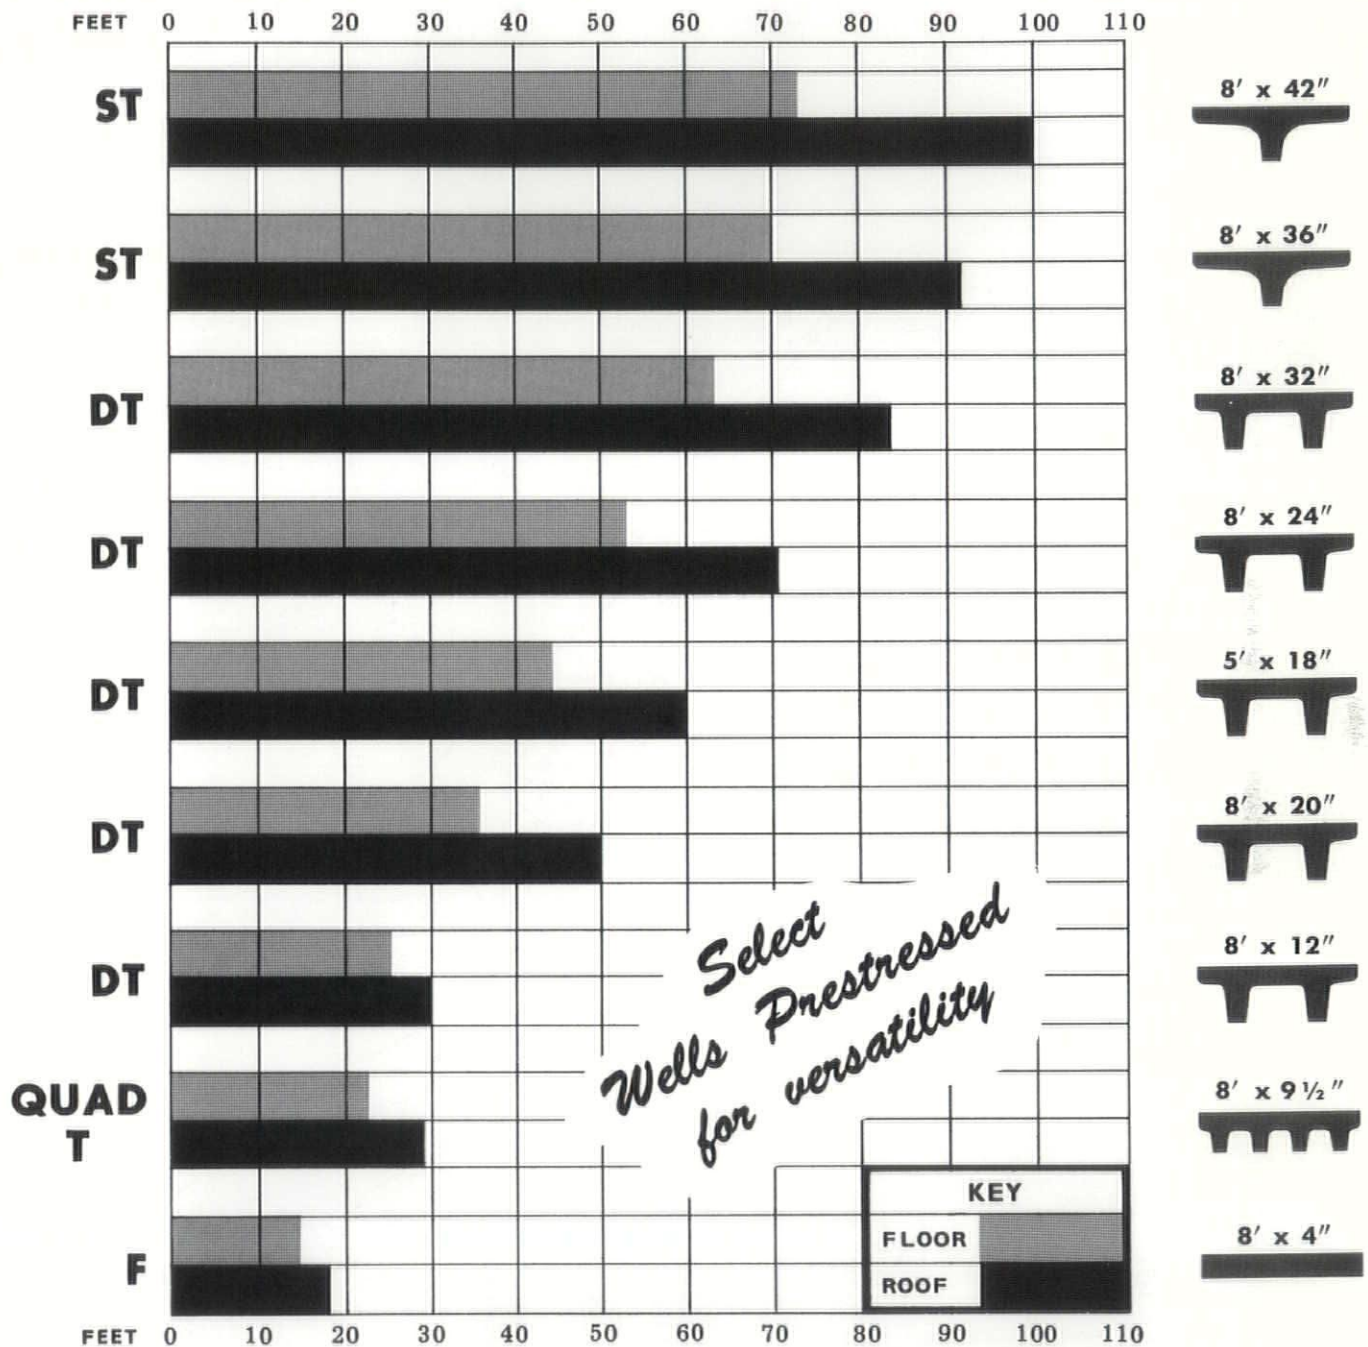 FEET 0 10 20 30 40 50 60 70 80 90 100 110
ST 8′ x 42″
ST 8′ x 36″
DT 8′ x 32″
DT 8′ x 24″
DT 5′ x 18″
DT 8′ x 20″
Select
Wells Prestressed
for versatility
DT 8′ x 12″
QUAD
T 8′ x 9 ½ ″
KEY
FLOOR
ROOF
F 8′ x 4″
FEET 0 10 20 30 40 50 60 70 80 90 100 110